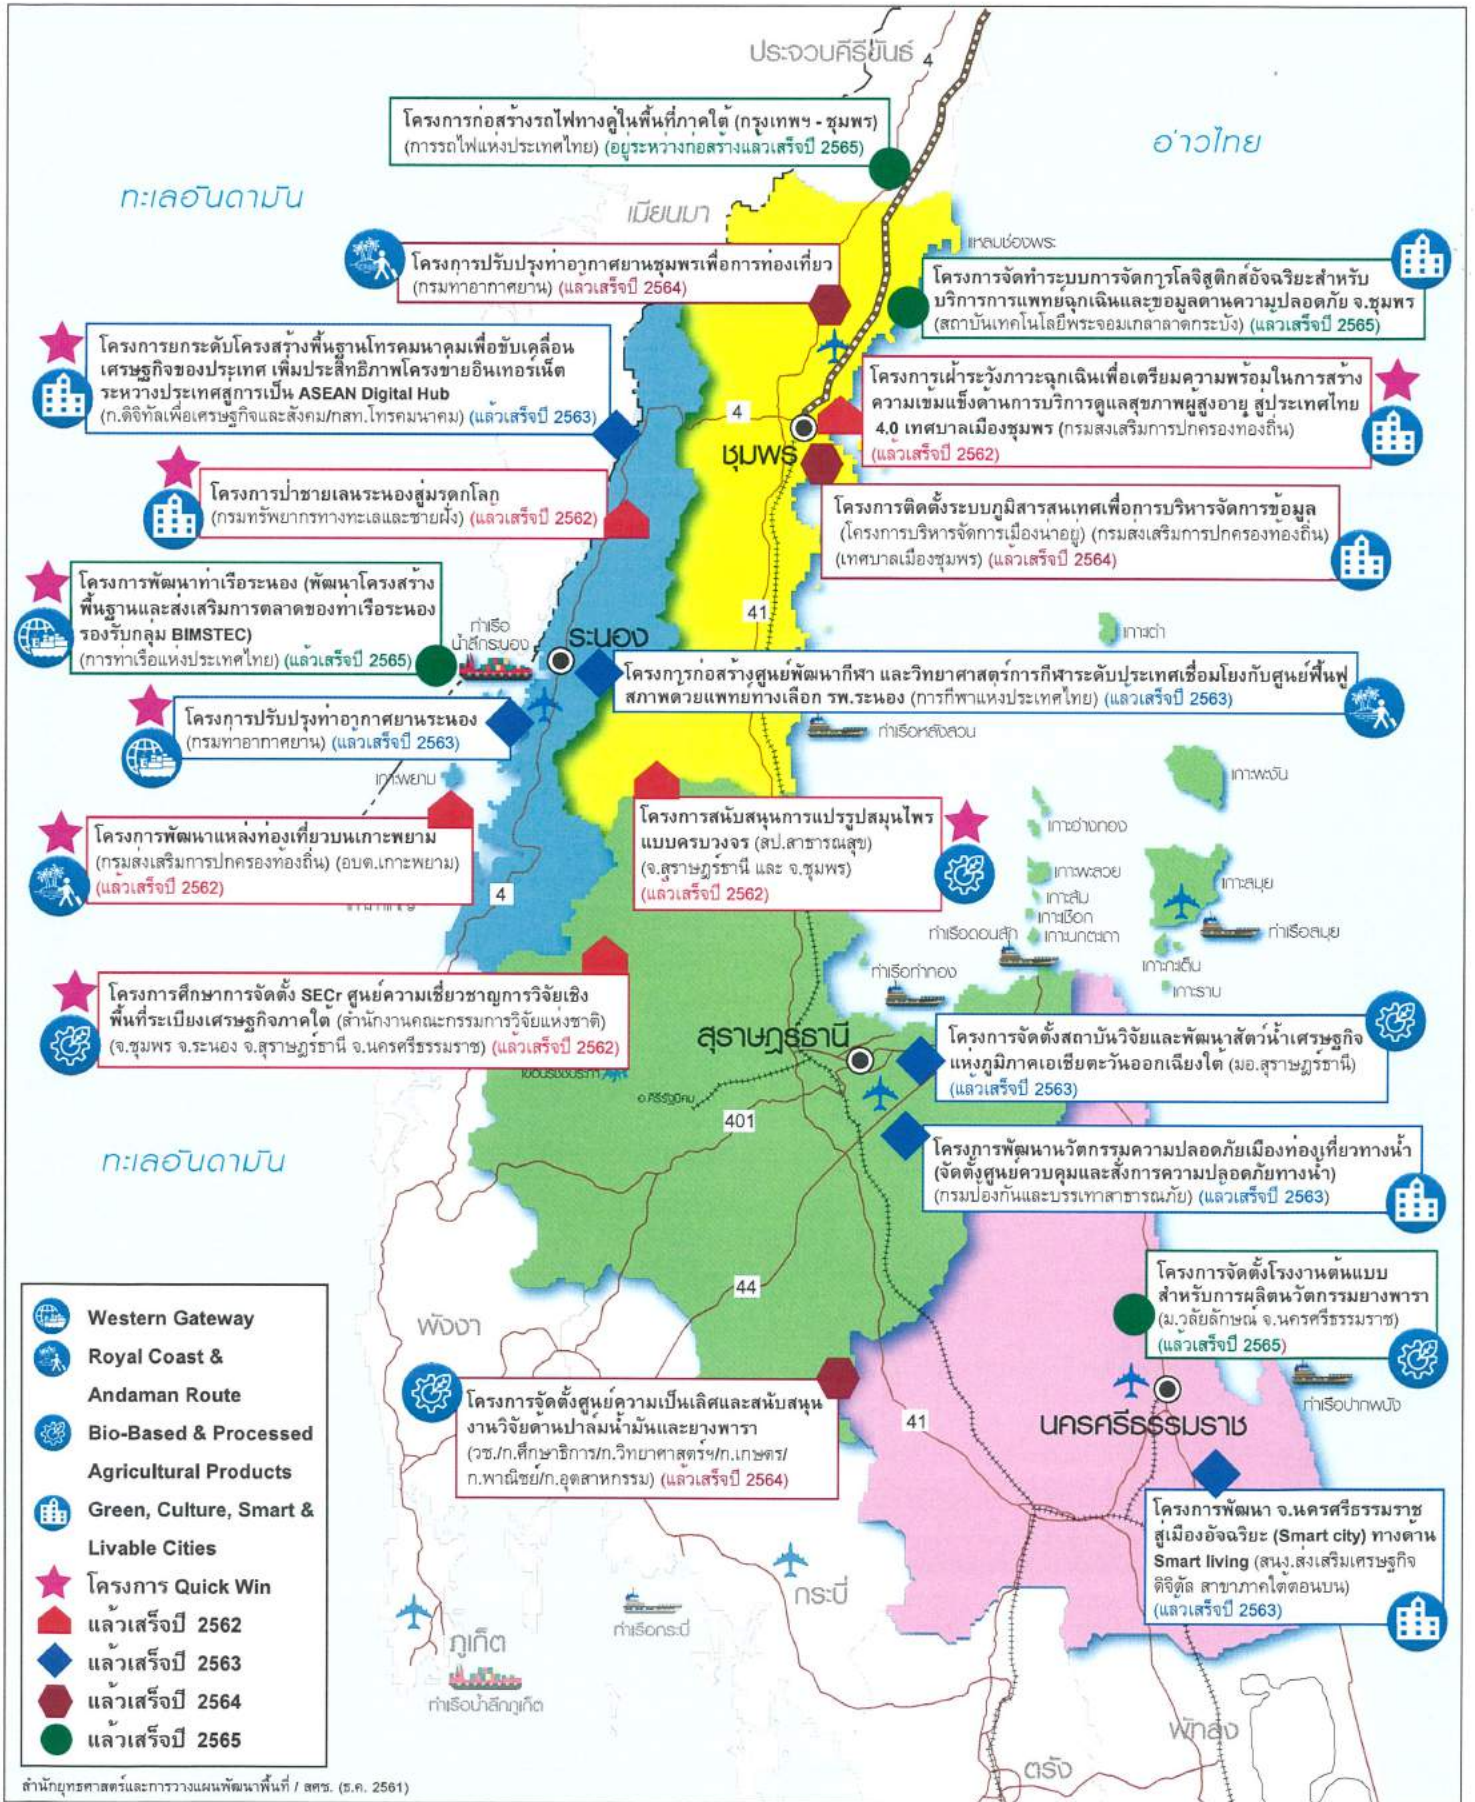 ประจวบคีรีขันธ์
4
โครงการก่อสร้างรถไฟทางคู่ในพื้นที่ภาคใต้ (กรุงเทพฯ - ชุมพร)
(การรถไฟแห่งประเทศไทย) (อยู่ระหว่างก่อสร้างแล้วเสร็จปี 2565)
อ่าวไทย
ทะเลอันดามัน
เมียนมา
แหลมช่องพระ
โครงการปรับปรุงท่าอากาศยานชุมพรเพื่อการท่องเที่ยว
(กรมท่าอากาศยาน) (แล้วเสร็จปี 2564)
โครงการจัดทำระบบการจัดการโลจิสติกส์อัจฉริยะสำหรับ
บริการการแพทย์ฉุกเฉินและข้อมูลด้านความปลอดภัย จ.ชุมพร
(สถาบันเทคโนโลยีพระจอมเกล้าลาดกระบัง) (แล้วเสร็จปี 2565)
โครงการยกระดับโครงสร้างพื้นฐานโทรคมนาคมเพื่อขับเคลื่อน
เศรษฐกิจของประเทศ เพิ่มประสิทธิภาพโครงข่ายอินเทอร์เน็ต
ระหว่างประเทศสู่การเป็น ASEAN Digital Hub
(ก.ดิจิทัลเพื่อเศรษฐกิจและสังคม/กสท.โทรคมนาคม) (แล้วเสร็จปี 2563)
โครงการเฝ้าระวังภาวะฉุกเฉินเพื่อเตรียมความพร้อมในการสร้าง
ความเข้มแข็งด้านการบริการดูแลสุขภาพผู้สูงอายุ สู่ประเทศไทย
4.0 เทศบาลเมืองชุมพร (กรมส่งเสริมการปกครองท้องถิ่น)
(แล้วเสร็จปี 2562)
4
ชุมพร
โครงการป่าชายเลนระนองสู่มรดกโลก
(กรมทรัพยากรทางทะเลและชายฝั่ง) (แล้วเสร็จปี 2562)
โครงการติดตั้งระบบภูมิสารสนเทศเพื่อการบริหารจัดการข้อมูล
(โครงการบริหารจัดการเมืองน่าอยู่) (กรมส่งเสริมการปกครองท้องถิ่น)
(เทศบาลเมืองชุมพร) (แล้วเสร็จปี 2564)
โครงการพัฒนาท่าเรือระนอง (พัฒนาโครงสร้าง
พื้นฐานและส่งเสริมการตลาดของท่าเรือระนอง
รองรับกลุ่ม BIMSTEC)
(การท่าเรือแห่งประเทศไทย) (แล้วเสร็จปี 2565)
41
ท่าเรือ
น้ำลึกระนอง
ระนอง
เกาะเต่า
โครงการก่อสร้างศูนย์พัฒนากีฬา และวิทยาศาสตร์การกีฬาระดับประเทศเชื่อมโยงกับศูนย์ฟื้นฟู
สภาพด้วยแพทย์ทางเลือก รพ.ระนอง (การกีฬาแห่งประเทศไทย) (แล้วเสร็จปี 2563)
โครงการปรับปรุงท่าอากาศยานระนอง
(กรมท่าอากาศยาน) (แล้วเสร็จปี 2563)
ท่าเรือหลังสวน
เกาะพยาม
เกาะพะงัน
โครงการพัฒนาแหล่งท่องเที่ยวบนเกาะพยาม
(กรมส่งเสริมการปกครองท้องถิ่น) (อบต.เกาะพยาม)
(แล้วเสร็จปี 2562)
4
โครงการสนับสนุนการแปรรูปสมุนไพร
แบบครบวงจร (สป.สาธารณสุข)
(จ.สุราษฎร์ธานี และ จ.ชุมพร)
(แล้วเสร็จปี 2562)
เกาะอ่างทอง
เกาะพะลวย
เกาะสมุย
เกาะส้ม
เกาะเชือก
เกาะนกตะเภา
ท่าเรือดอนสัก
ท่าเรือสมุย
เกาะแตน
เกาะราบ
ท่าเรือท่าทอง
โครงการศึกษาการจัดตั้ง SECr ศูนย์ความเชี่ยวชาญการวิจัยเชิง
พื้นที่ระเบียงเศรษฐกิจภาคใต้ (สำนักงานคณะกรรมการวิจัยแห่งชาติ)
(จ.ชุมพร จ.ระนอง จ.สุราษฎร์ธานี จ.นครศรีธรรมราช) (แล้วเสร็จปี 2562)
สุราษฎร์ธานี
โครงการจัดตั้งสถาบันวิจัยและพัฒนาสัตว์น้ำเศรษฐกิจ
แห่งภูมิภาคเอเชียตะวันออกเฉียงใต้ (มอ.สุราษฎร์ธานี)
(แล้วเสร็จปี 2563)
อ.คีรีรัฐนิคม
401
ทะเลอันดามัน
โครงการพัฒนานวัตกรรมความปลอดภัยเมืองท่องเที่ยวทางน้ำ
(จัดตั้งศูนย์ควบคุมและสั่งการความปลอดภัยทางน้ำ)
(กรมป้องกันและบรรเทาสาธารณภัย) (แล้วเสร็จปี 2563)
44
โครงการจัดตั้งโรงงานต้นแบบ
สำหรับการผลิตนวัตกรรมยางพารา
(ม.วลัยลักษณ์ จ.นครศรีธรรมราช)
(แล้วเสร็จปี 2565)
พังงา
ท่าเรือปากพนัง
โครงการจัดตั้งศูนย์ความเป็นเลิศและสนับสนุน
งานวิจัยด้านปาล์มน้ำมันและยางพารา
(วช./ก.ศึกษาธิการ/ก.วิทยาศาสตร์ฯ/ก.เกษตร/
ก.พาณิชย์/ก.อุตสาหกรรม) (แล้วเสร็จปี 2564)
41
นครศรีธรรมราช
โครงการพัฒนา จ.นครศรีธรรมราช
สู่เมืองอัจฉริยะ (Smart city) ทางด้าน
Smart living (สนง.ส่งเสริมเศรษฐกิจ
ดิจิตัล สาขาภาคใต้ตอนบน)
(แล้วเสร็จปี 2563)
กระบี่
ท่าเรือกระบี่
ภูเก็ต
ท่าเรือน้ำลึกภูเก็ต
พัทลุง
ตรัง
Western Gateway
Royal Coast &
Andaman Route
Bio-Based & Processed
Agricultural Products
Green, Culture, Smart &
Livable Cities
โครงการ Quick Win
แล้วเสร็จปี 2562
แล้วเสร็จปี 2563
แล้วเสร็จปี 2564
แล้วเสร็จปี 2565
สำนักยุทธศาสตร์และการวางแผนพัฒนาพื้นที่ / สศช. (ธ.ค. 2561)